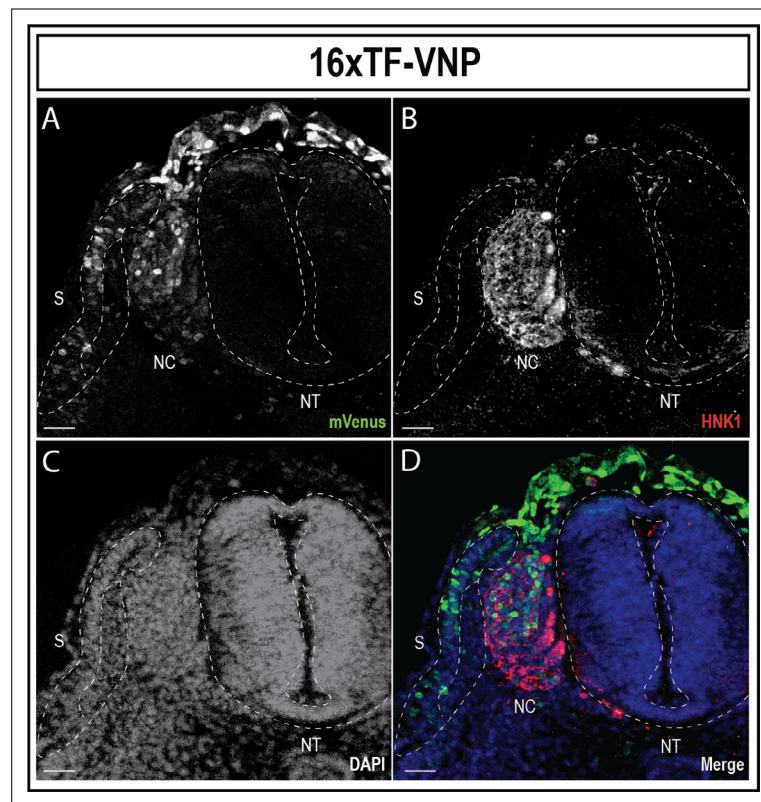 16xTF-VNP
A
B
S
NC
NT
mVenus
S
NC
NT
HNK1
C
D
S
NT
DAPI
S
NC
NT
Merge